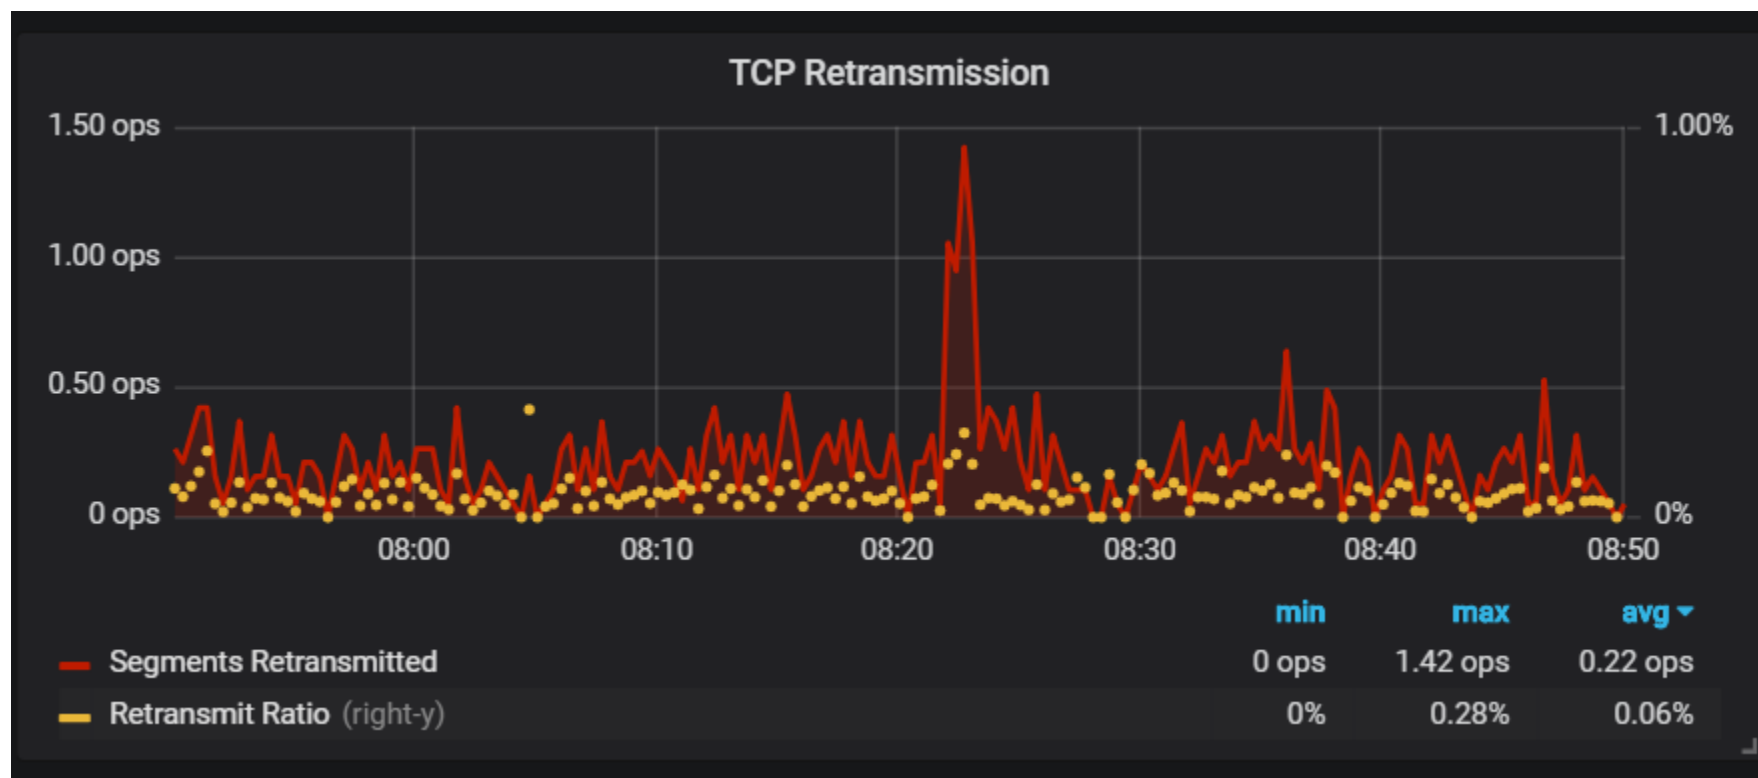 TCP Retransmission
1.50 ops
1.00%
1.00 ops
0.50 ops
0 ops
0%
08:00 08:10 08:20 08:30 08:40 08:50
min max avg
Segments Retransmitted 0 ops 1.42 ops 0.22 ops
Retransmit Ratio (right-y) 0% 0.28% 0.06%